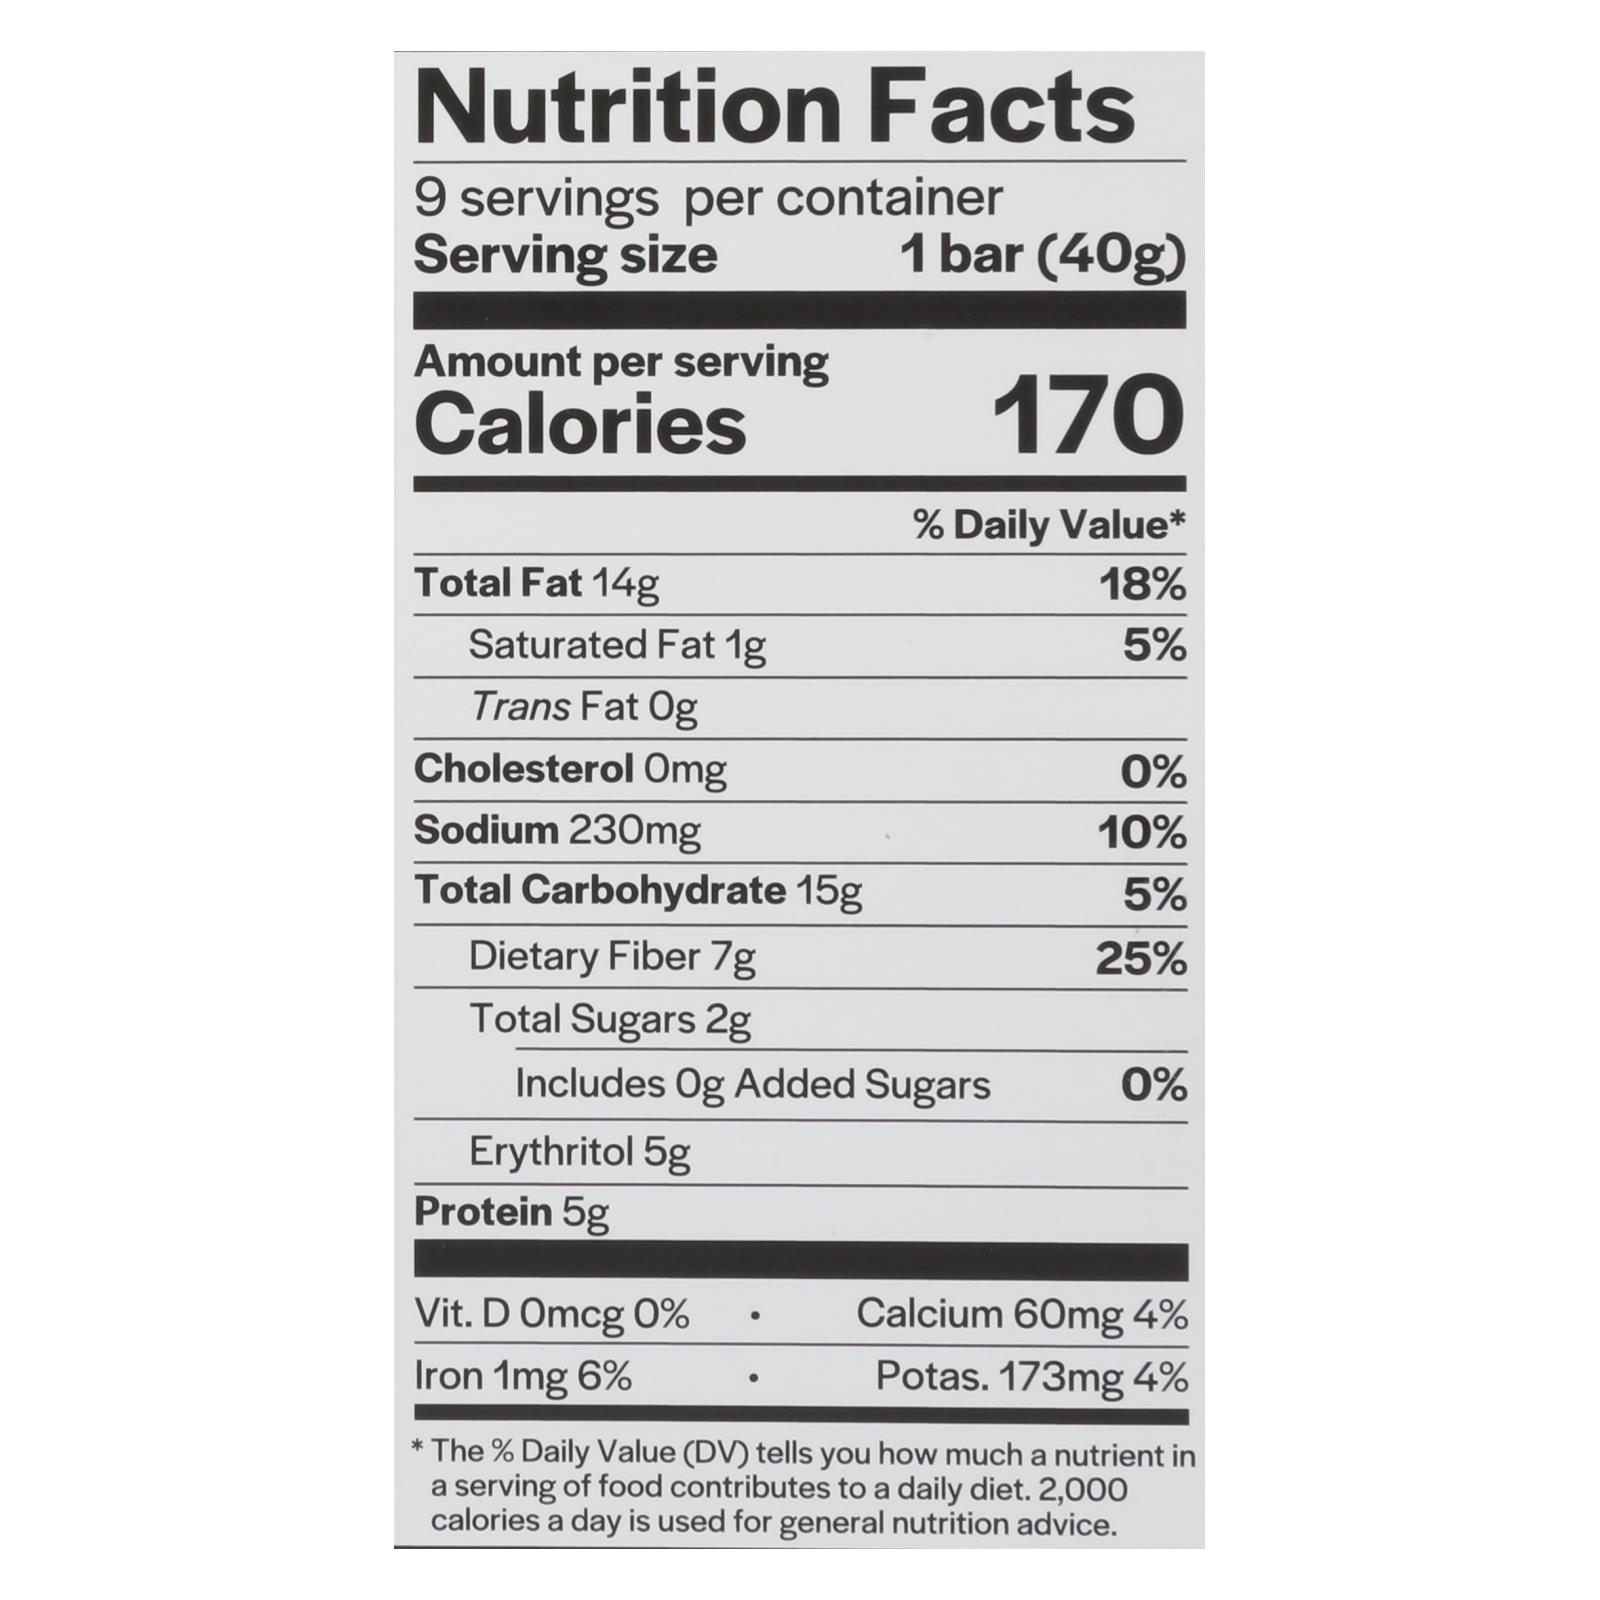 Nutrition Facts
9 servings per container
Serving size 1 bar (40g)
Amount per serving
Calories 170
% Daily Value*
Total Fat 14g 18%
Saturated Fat 1g 5%
Trans Fat 0g
Cholesterol 0mg 0%
Sodium 230mg 10%
Total Carbohydrate 15g 5%
Dietary Fiber 7g 25%
Total Sugars 2g
Includes 0g Added Sugars 0%
Erythritol 5g
Protein 5g
Vit. D 0mcg 0% • Calcium 60mg 4%
Iron 1mg 6% • Potas. 173mg 4%
* The % Daily Value (DV) tells you how much a nutrient in
a serving of food contributes to a daily diet. 2,000
calories a day is used for general nutrition advice.